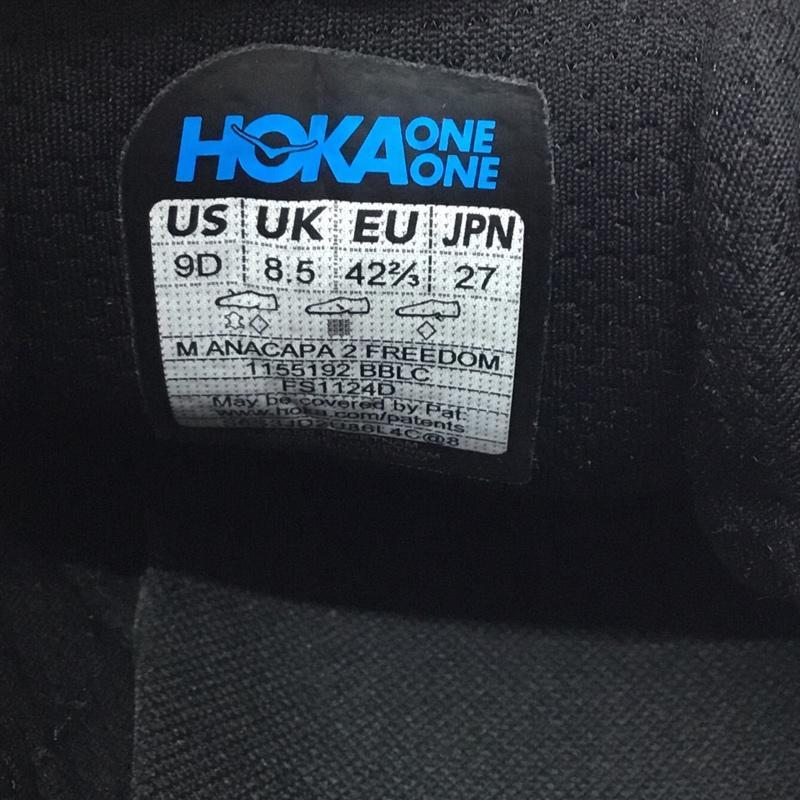 HOKA ONE ONE
US UK EU JPN
9D 8.5 42⅔ 27
M ANACAPA 2 FREEDOM
1155192 BBLC
ES1124D
May be covered by Pat.
www.hoka.com/patents